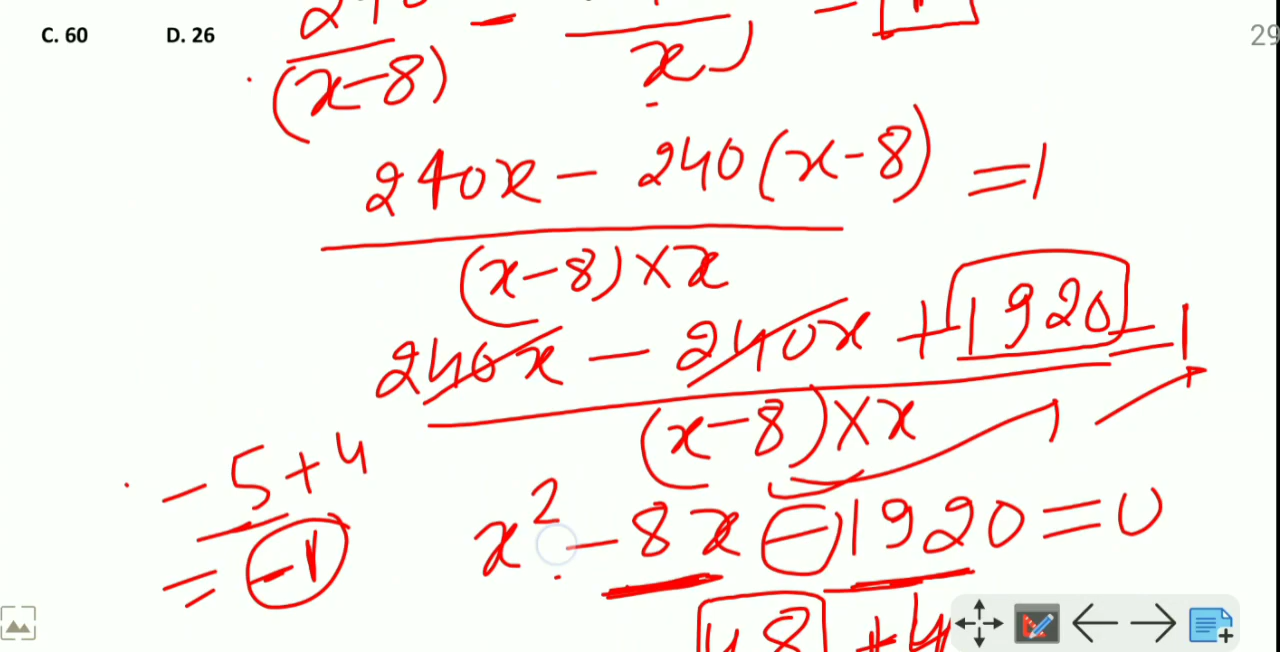 C. 60 D. 26
29
(x-8) x
240x - 240(x-8) = 1
(x-8)×x
240x - 240x + 1920 = 1
(x-8)×x
-5+4
= -1
x² - 8x - 1920 = 0
48 + 4